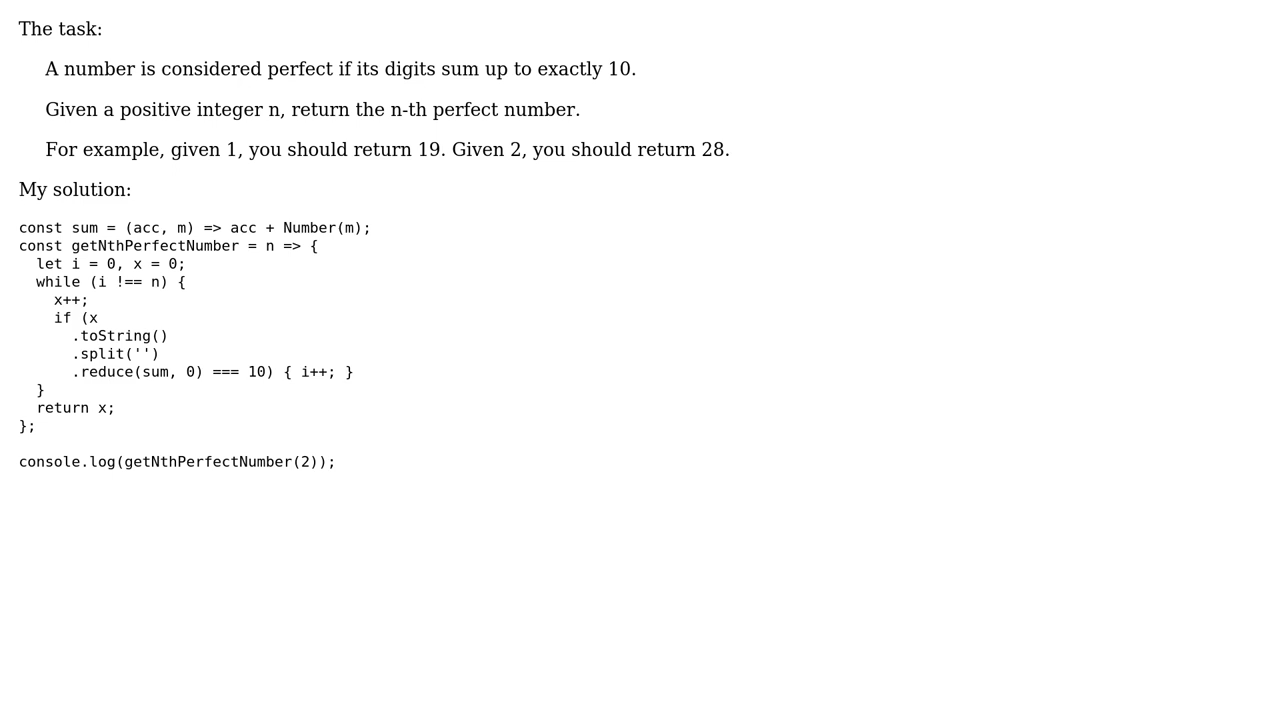 The task:
A number is considered perfect if its digits sum up to exactly 10.
Given a positive integer n, return the n-th perfect number.
For example, given 1, you should return 19. Given 2, you should return 28.
My solution:
const sum = (acc, m) => acc + Number(m);
const getNthPerfectNumber = n => {
  let i = 0, x = 0;
  while (i !== n) {
    x++;
    if (x
      .toString()
      .split('')
      .reduce(sum, 0) === 10) { i++; }
  }
  return x;
};
console.log(getNthPerfectNumber(2));